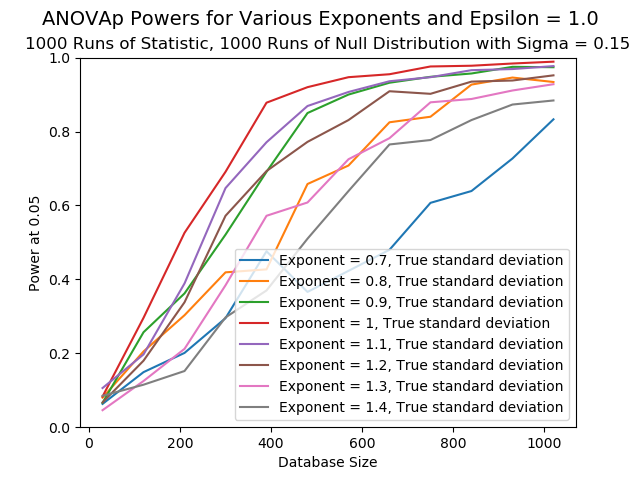 ANOVAp Powers for Various Exponents and Epsilon = 1.0
1000 Runs of Statistic, 1000 Runs of Null Distribution with Sigma = 0.15
1.0
0.8
0.6
0.4
0.2
0.0
Power at 0.05
Exponent = 0.7, True standard deviation
Exponent = 0.8, True standard deviation
Exponent = 0.9, True standard deviation
Exponent = 1, True standard deviation
Exponent = 1.1, True standard deviation
Exponent = 1.2, True standard deviation
Exponent = 1.3, True standard deviation
Exponent = 1.4, True standard deviation
0 200 400 600 800 1000
Database Size